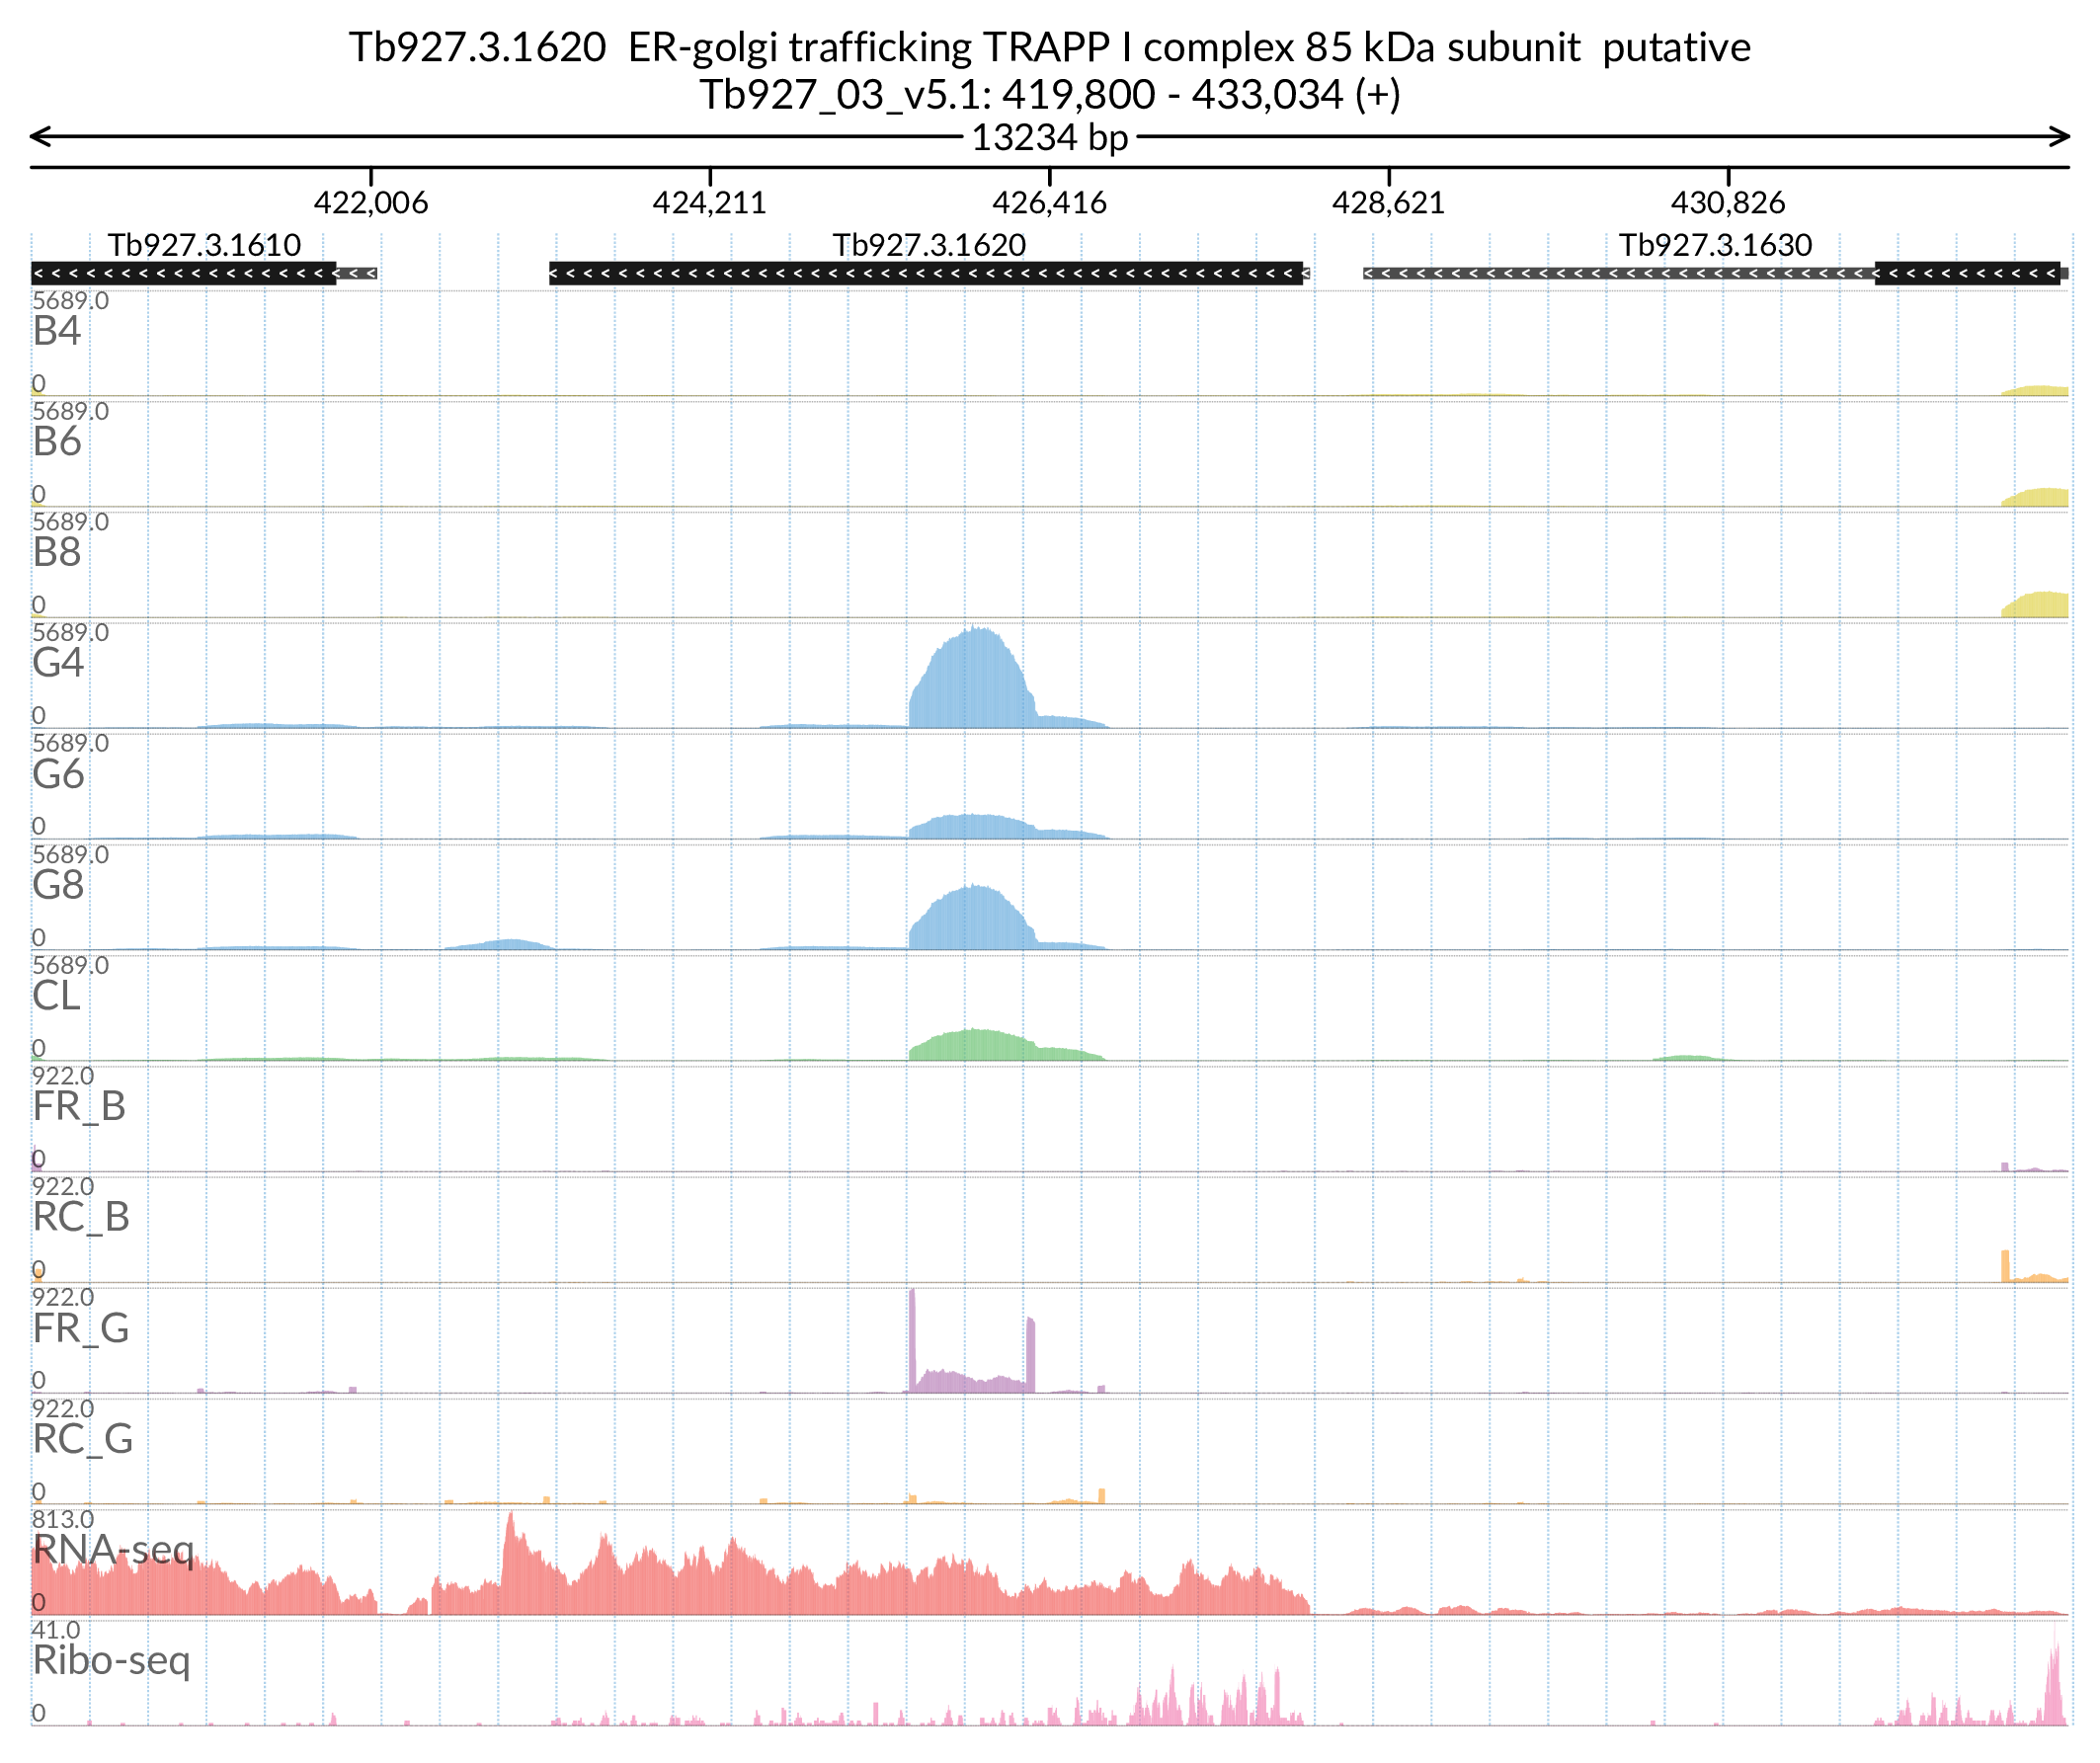 Tb927.3.1620  ER-golgi trafficking TRAPP I complex 85 kDa subunit  putative
Tb927_03_v5.1: 419,800 - 433,034 (+)
13234 bp
422,006 424,211 426,416 428,621 430,826
Tb927.3.1610 Tb927.3.1620 Tb927.3.1630
5689.0
B4
0
5689.0
B6
0
5689.0
B8
0
5689.0
G4
0
5689.0
G6
0
5689.0
G8
0
5689.0
CL
0
922.0
FR_B
0
922.0
RC_B
0
922.0
FR_G
0
922.0
RC_G
0
813.0
RNA-seq
0
41.0
Ribo-seq
0